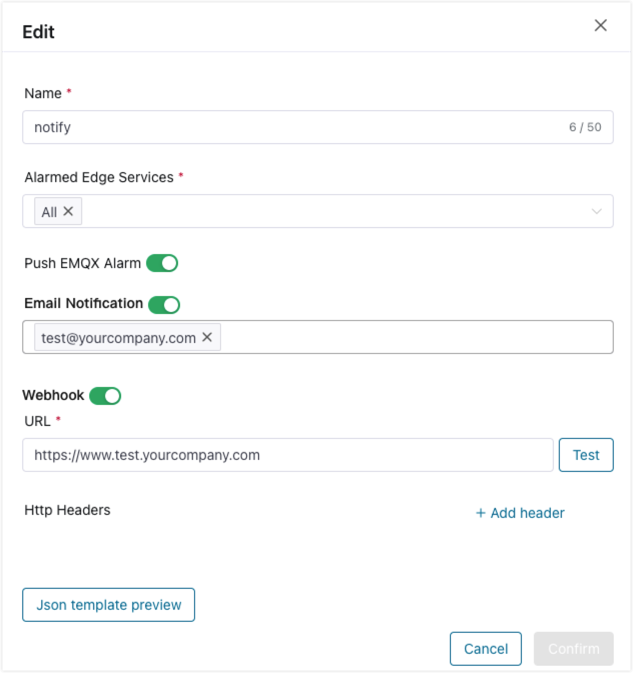 Edit
Name *
notify 6 / 50
Alarmed Edge Services *
All
Push EMQX Alarm
Email Notification
test@yourcompany.com
Webhook
URL *
https://www.test.yourcompany.com Test
Http Headers + Add header
Json template preview
Cancel Confirm